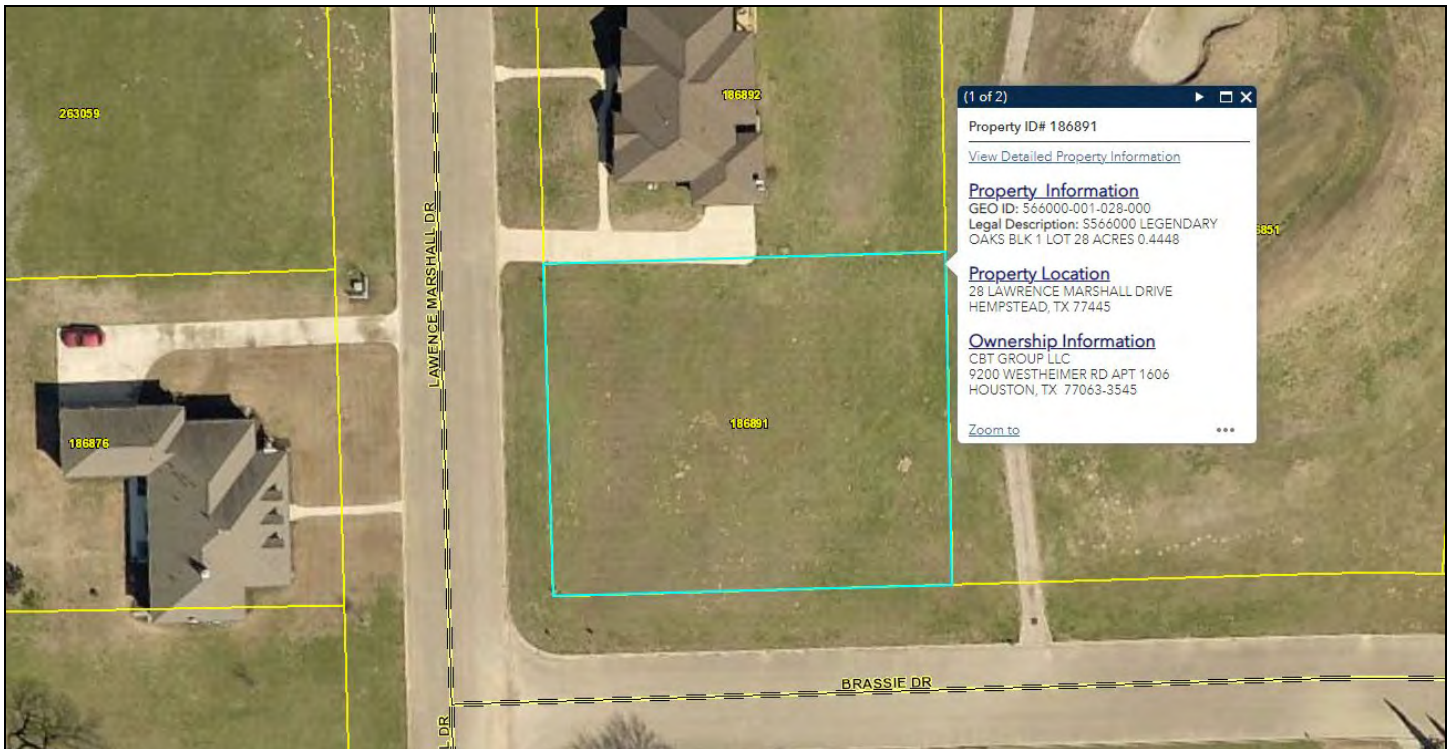 263059
186892
LAWENCE MARSHALL DR
186876
186891
(1 of 2)
Property ID# 186891
View Detailed Property Information
Property Information
GEO ID: 566000-001-028-000
Legal Description: S566000 LEGENDARY
OAKS BLK 1 LOT 28 ACRES 0.4448
Property Location
28 LAWRENCE MARSHALL DRIVE
HEMPSTEAD, TX 77445
Ownership Information
CBT GROUP LLC
9200 WESTHEIMER RD APT 1606
HOUSTON, TX 77063-3545
Zoom to
6851
BRASSIE DR
L DR